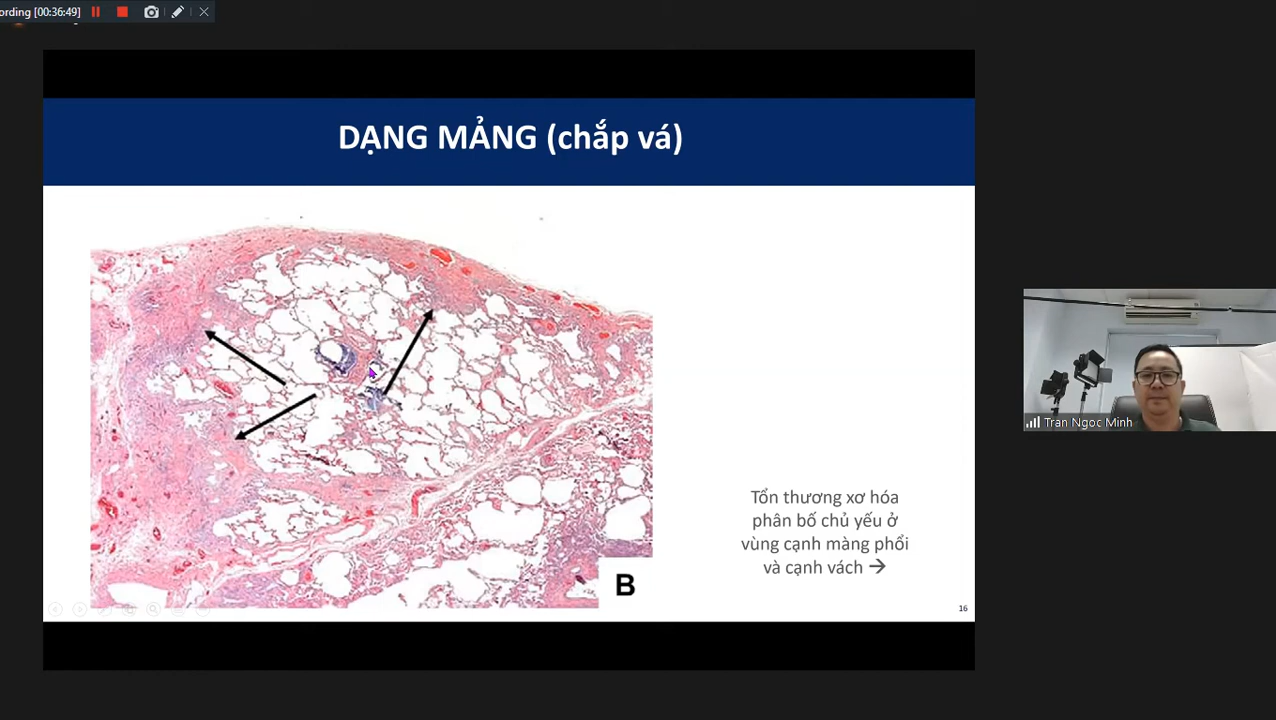 ording [00:36:49]
DẠNG MẢNG (chắp vá)
Tổn thương xơ hóa
phân bố chủ yếu ở
vùng cạnh màng phổi
và cạnh vách →
B
16
Tran Ngoc Minh